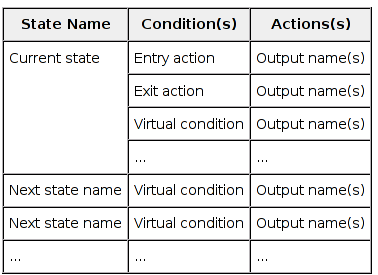 State Name Condition(s) Actions(s)
Current state Entry action Output name(s)
Exit action Output name(s)
Virtual condition Output name(s)
... ...
Next state name Virtual condition Output name(s)
Next state name Virtual condition Output name(s)
... ... ...